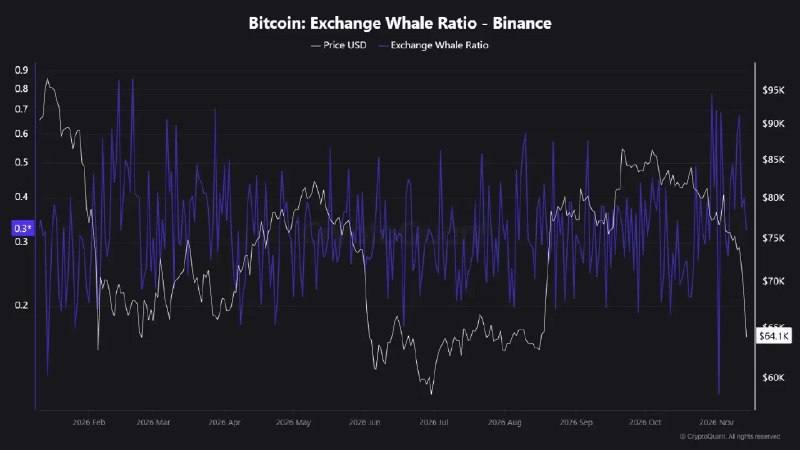 Bitcoin: Exchange Whale Ratio - Binance
Price USD Exchange Whale Ratio
0.9
0.8
0.7
0.6
0.5
0.4
0.3*
0.3
0.2
$95K
$90K
$85K
$80K
$75K
$70K
$64.1K
$60K
2026 Feb 2026 Mar 2026 Apr 2026 May 2026 Jun 2026 Jul 2026 Aug 2026 Sep 2026 Oct 2026 Nov
© CryptoQuant. All rights reserved